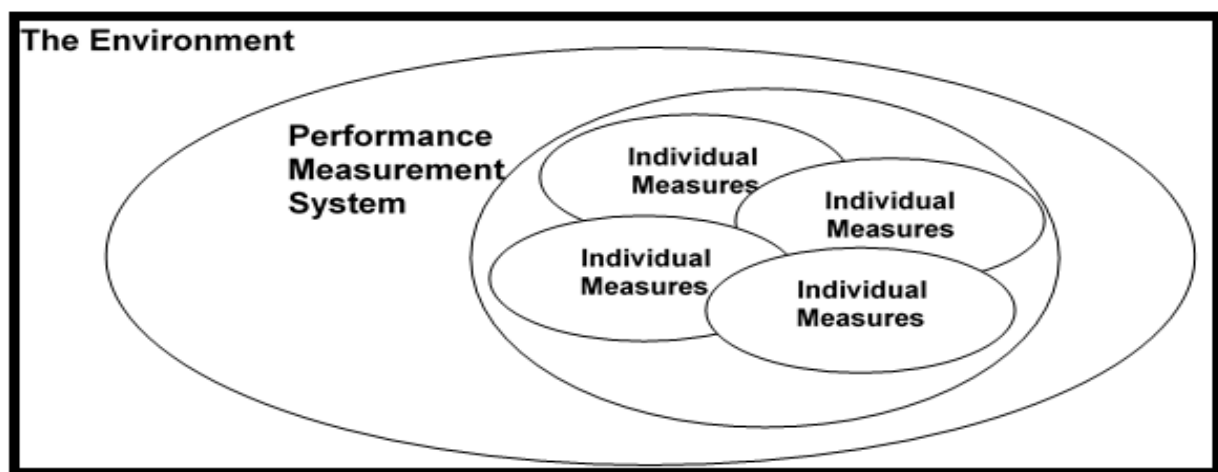 The Environment
Performance
Measurement
System
Individual
Measures
Individual
Measures
Individual
Measures
Individual
Measures